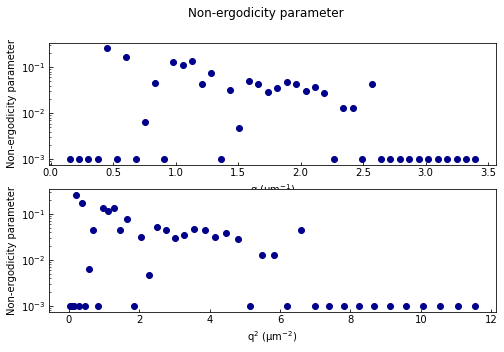 Non-ergodicity parameter
Non-ergodicity parameter
10⁻¹
10⁻²
10⁻³
0.0 0.5 1.0 1.5 2.0 2.5 3.0 3.5
q (μm⁻¹)
Non-ergodicity parameter
10⁻¹
10⁻²
10⁻³
0 2 4 6 8 10 12
q² (μm⁻²)